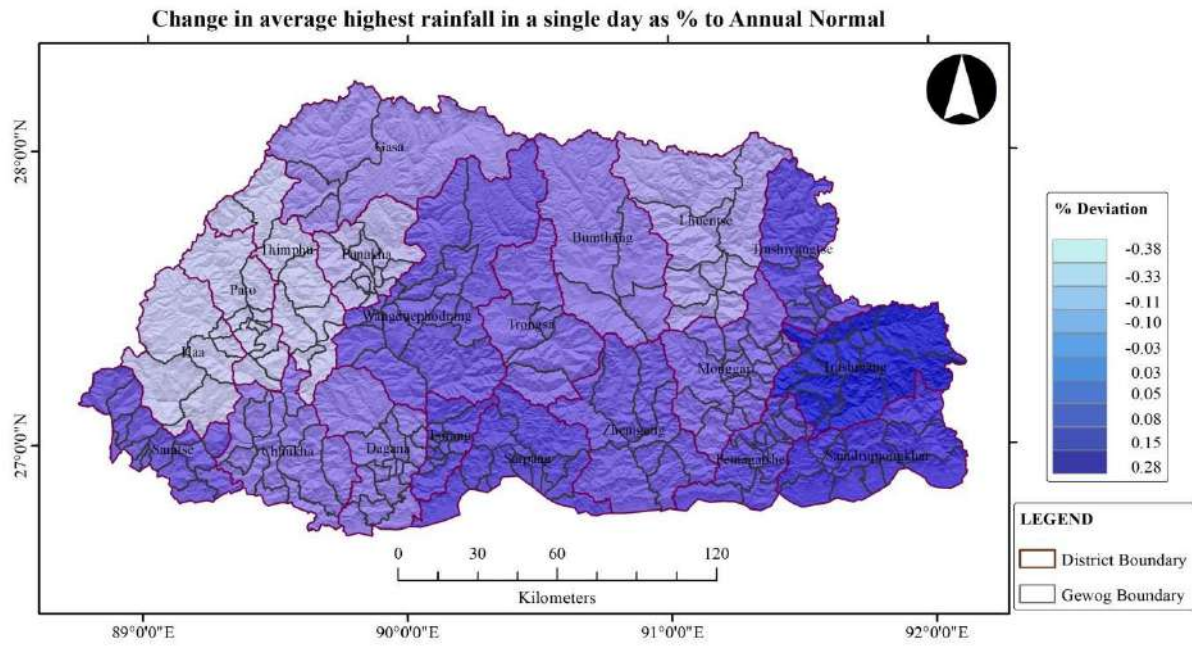 Change in average highest rainfall in a single day as % to Annual Normal
28°0'0"N
27°0'0"N
Gasa
Thimphu
Punakha
Lhuentse
Bumthang
Trashiyangtse
Paro
Wangduephodrang
Trongsa
Haa
Monggar
Trashigang
Samtse
Chhukha
Dagana
Tsirang
Sarpang
Zhemgang
Pemagatshel
Samdrupjongkhar
0 30 60 120
Kilometers
89°0'0"E 90°0'0"E 91°0'0"E 92°0'0"E
% Deviation
-0.38
-0.33
-0.11
-0.10
-0.03
0.03
0.05
0.08
0.15
0.28
LEGEND
District Boundary
Gewog Boundary